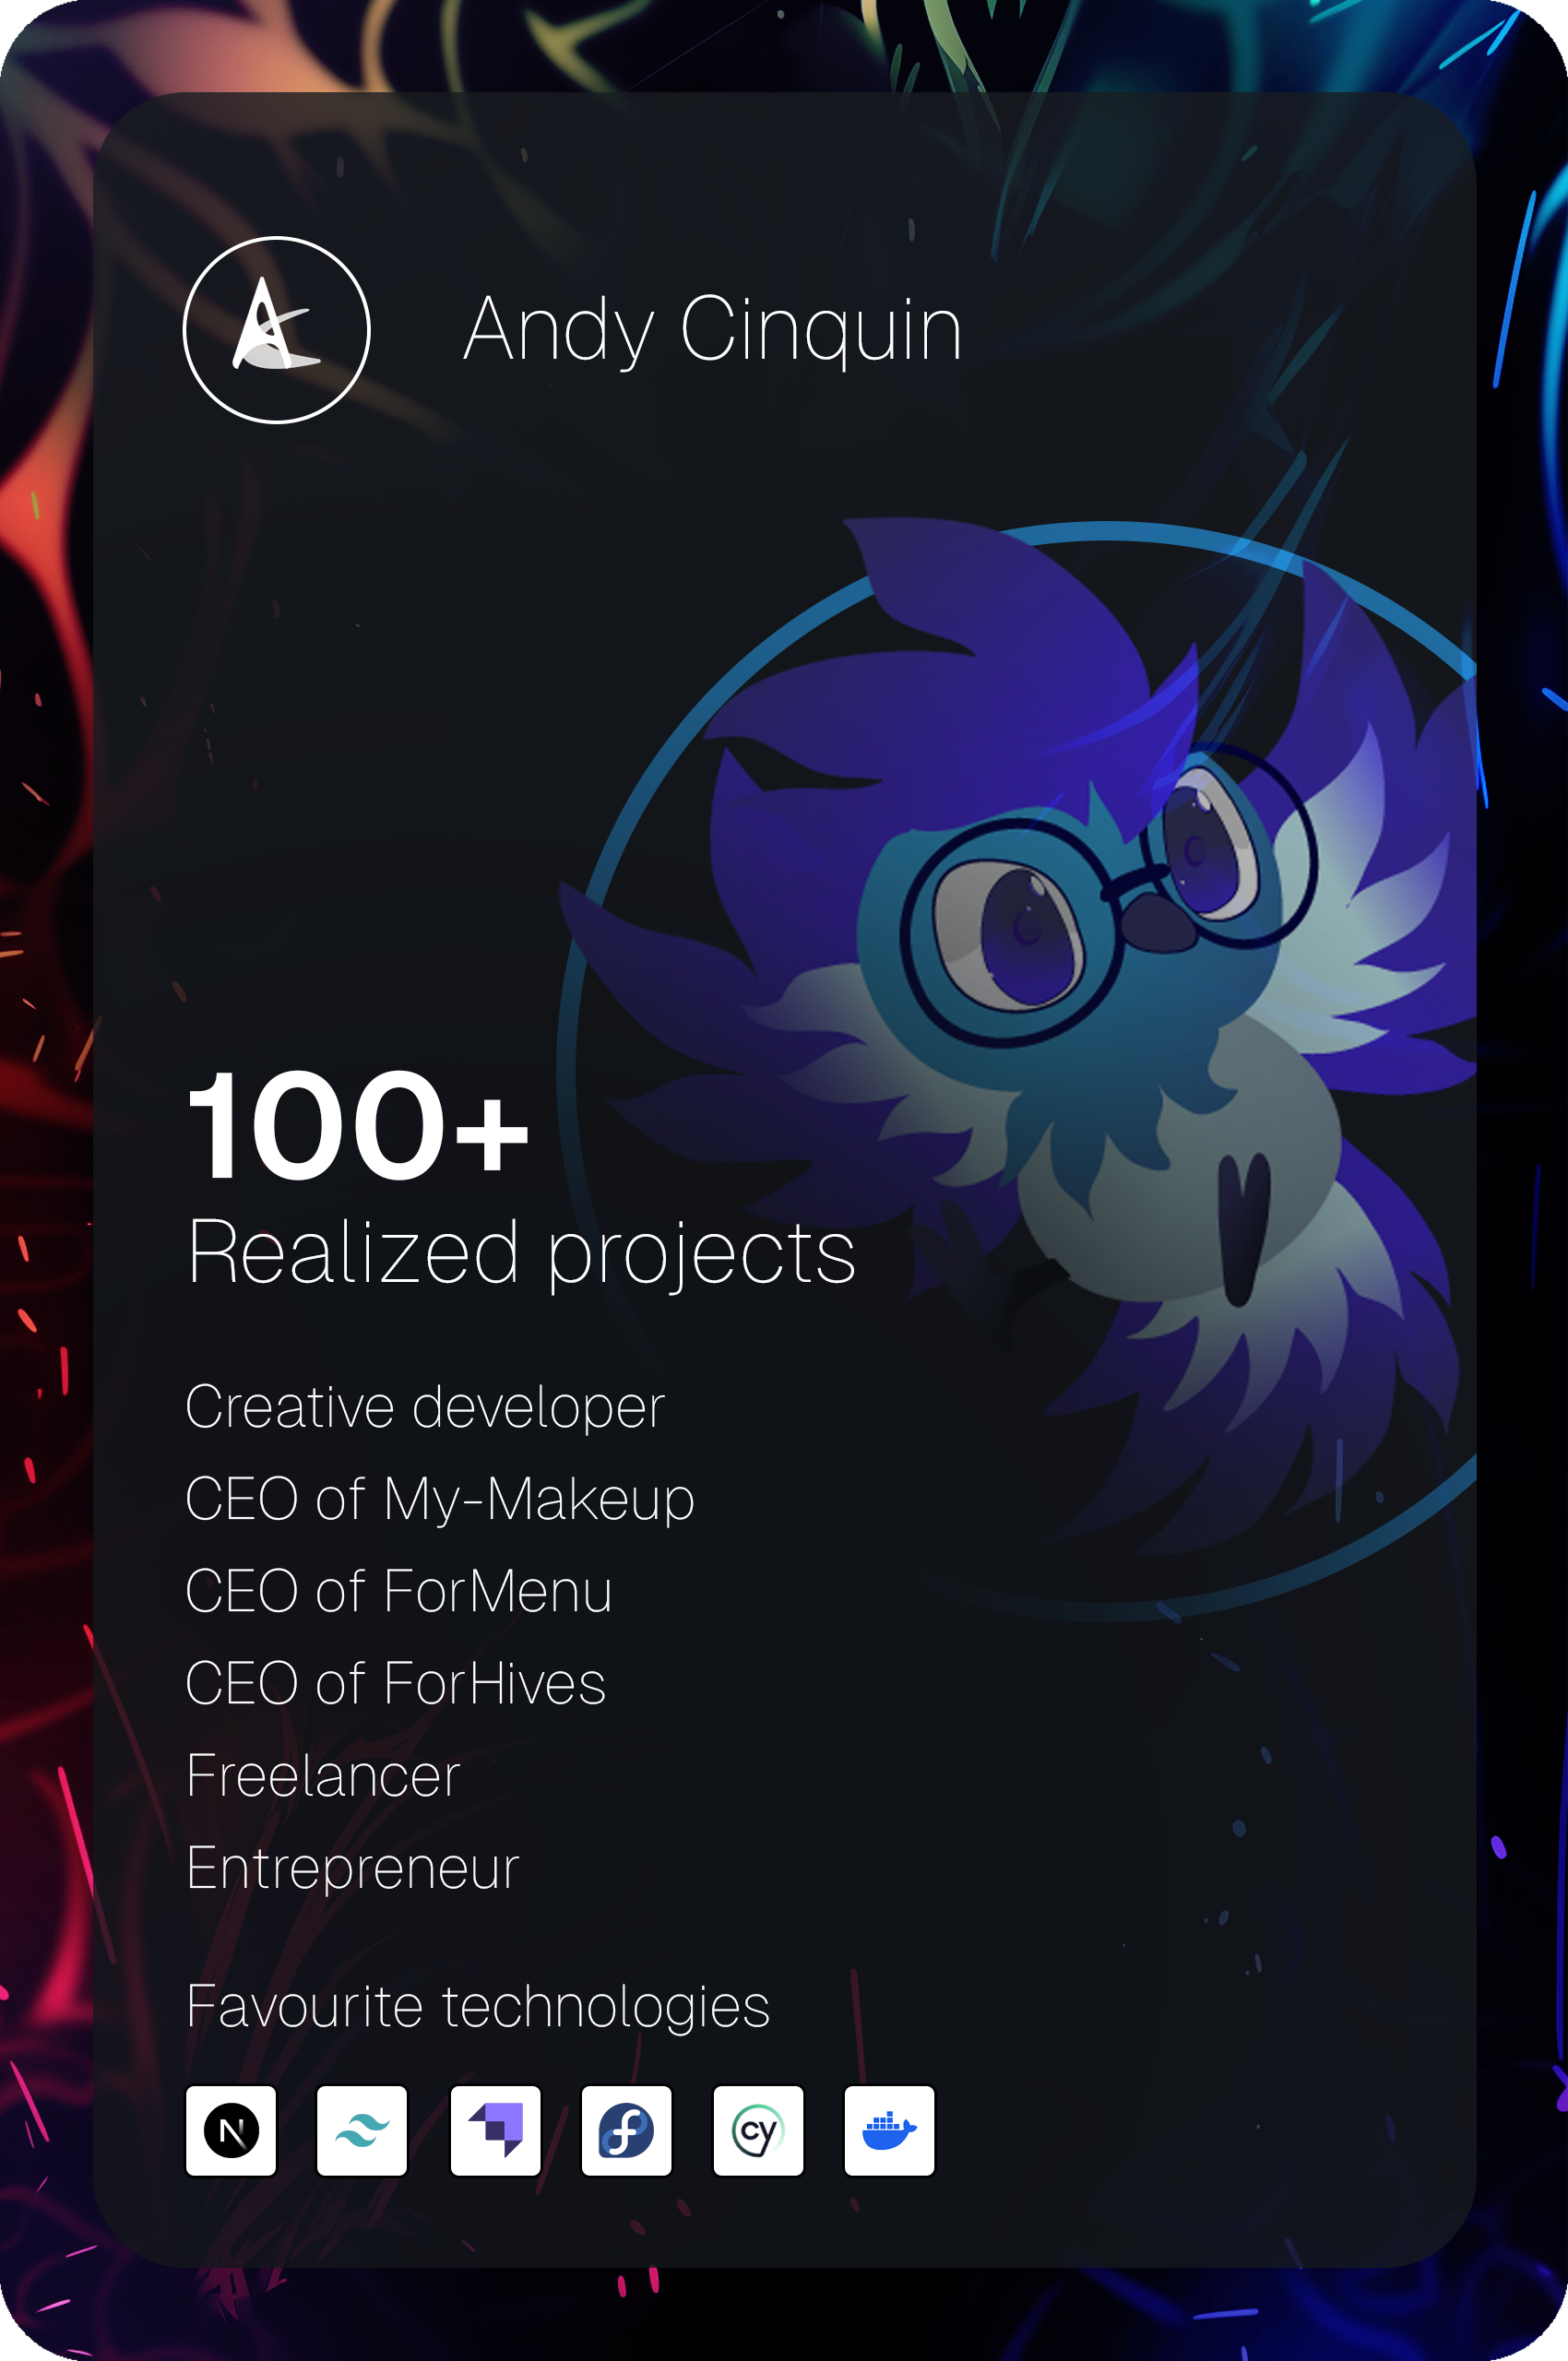 Andy Cinquin
100+
Realized projects
Creative developer
CEO of My-Makeup
CEO of ForMenu
CEO of ForHives
Freelancer
Entrepreneur
Favourite technologies
N
cy